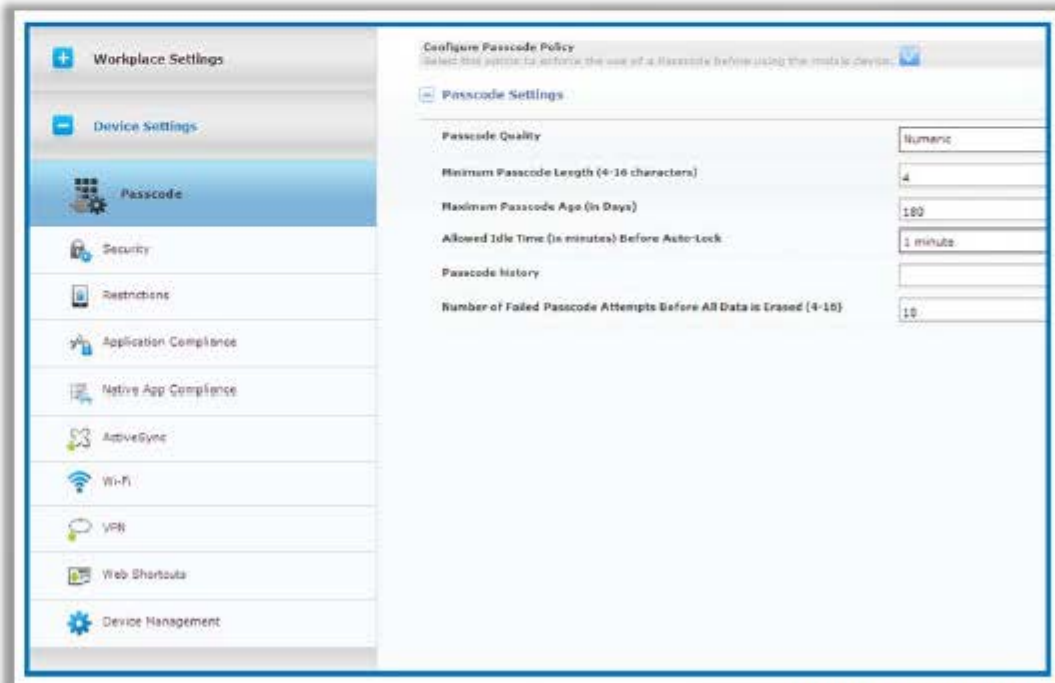 Workplace Settings
Device Settings
Passcode
Security
Restrictions
Application Compliance
Native App Compliance
ActiveSync
Wi-Fi
VPN
Web Shortcuts
Device Management
Configure Passcode Policy
Select this option to enforce the use of a Passcode before using the mobile device.
Passcode Settings
Passcode Quality
Numeric
Minimum Passcode Length (4-16 characters)
4
Maximum Passcode Age (in Days)
180
Allowed Idle Time (in minutes) Before Auto-Lock
1 minute
Passcode history
Number of Failed Passcode Attempts Before All Data is Erased (4-16)
10